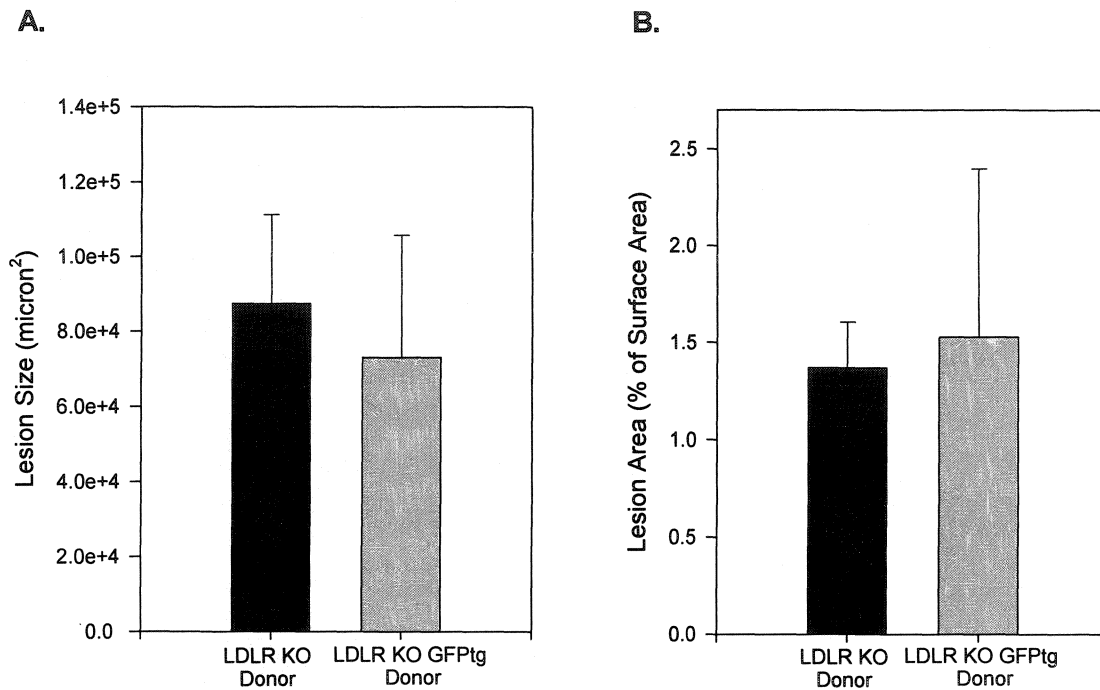 A.
Lesion Size (micron²)
1.4e+5
1.2e+5
1.0e+5
8.0e+4
6.0e+4
4.0e+4
2.0e+4
0.0
LDLR KO
Donor
LDLR KO GFPtg
Donor
B.
Lesion Area (% of Surface Area)
2.5
2.0
1.5
1.0
0.5
0.0
LDLR KO
Donor
LDLR KO GFPtg
Donor